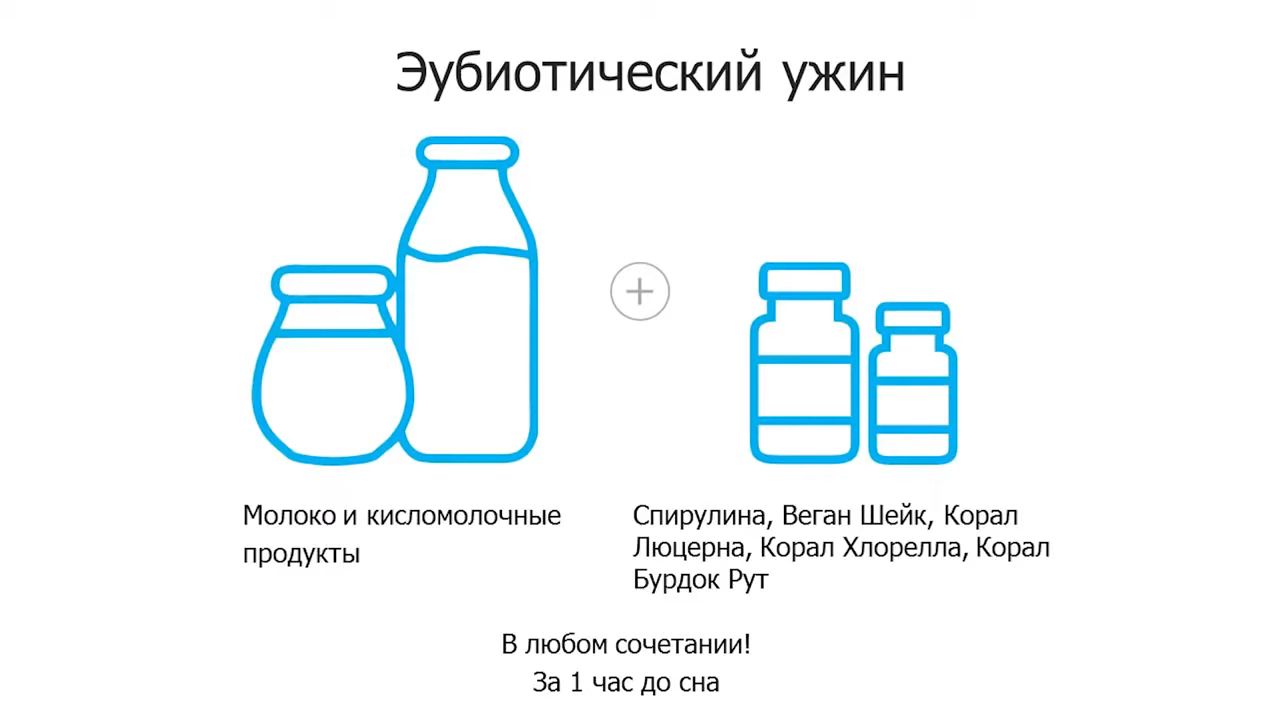 Эубиотический ужин
Молоко и кисломолочные
продукты
Спирулина, Веган Шейк, Корал
Люцерна, Корал Хлорелла, Корал
Бурдок Рут
В любом сочетании!
За 1 час до сна